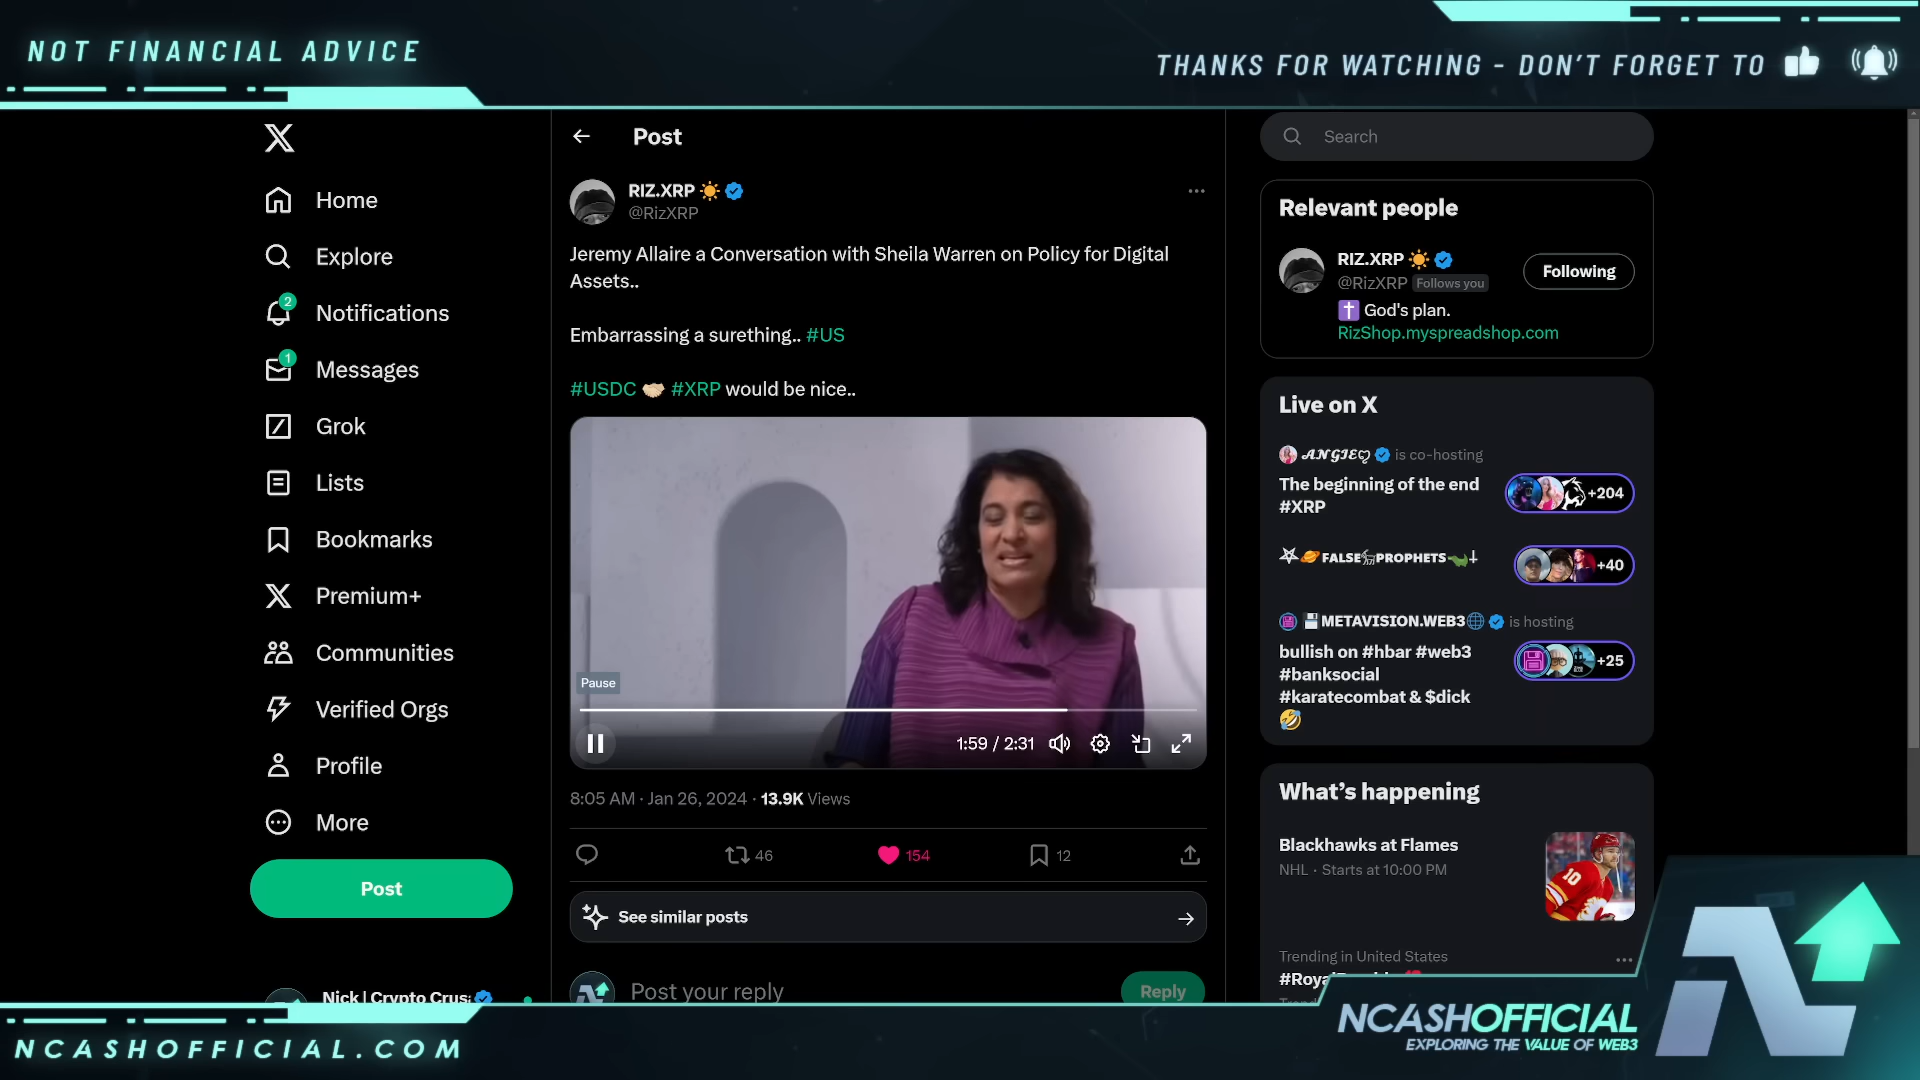 NOT FINANCIAL ADVICE
THANKS FOR WATCHING - DON'T FORGET TO
Home
Explore
2
Notifications
1
Messages
Grok
Lists
Bookmarks
Premium+
Communities
Verified Orgs
Profile
More
Post
Nick | Crypto Crus
Post
RIZ.XRP
@RizXRP
Jeremy Allaire a Conversation with Sheila Warren on Policy for Digital
Assets..
Embarrassing a surething.. #US
#USDC 🤝 #XRP would be nice..
Pause
1:59 / 2:31
8:05 AM · Jan 26, 2024 · 13.9K Views
46
154
12
See similar posts
Post your reply
Reply
Search
Relevant people
RIZ.XRP
@RizXRP Follows you
Following
✝️ God's plan.
RizShop.myspreadshop.com
Live on X
𝓐𝓝𝓖𝓘𝓔 is co-hosting
The beginning of the end
#XRP
+204
FALSE PROPHETS
+40
METAVISION.WEB3 is hosting
bullish on #hbar #web3
#banksocial
#karatecombat & $dick
🤣
+25
What's happening
Blackhawks at Flames
NHL · Starts at 10:00 PM
10
Trending in United States
NCASHOFFICIAL.COM
NCASHOFFICIAL
EXPLORING THE VALUE OF WEB3